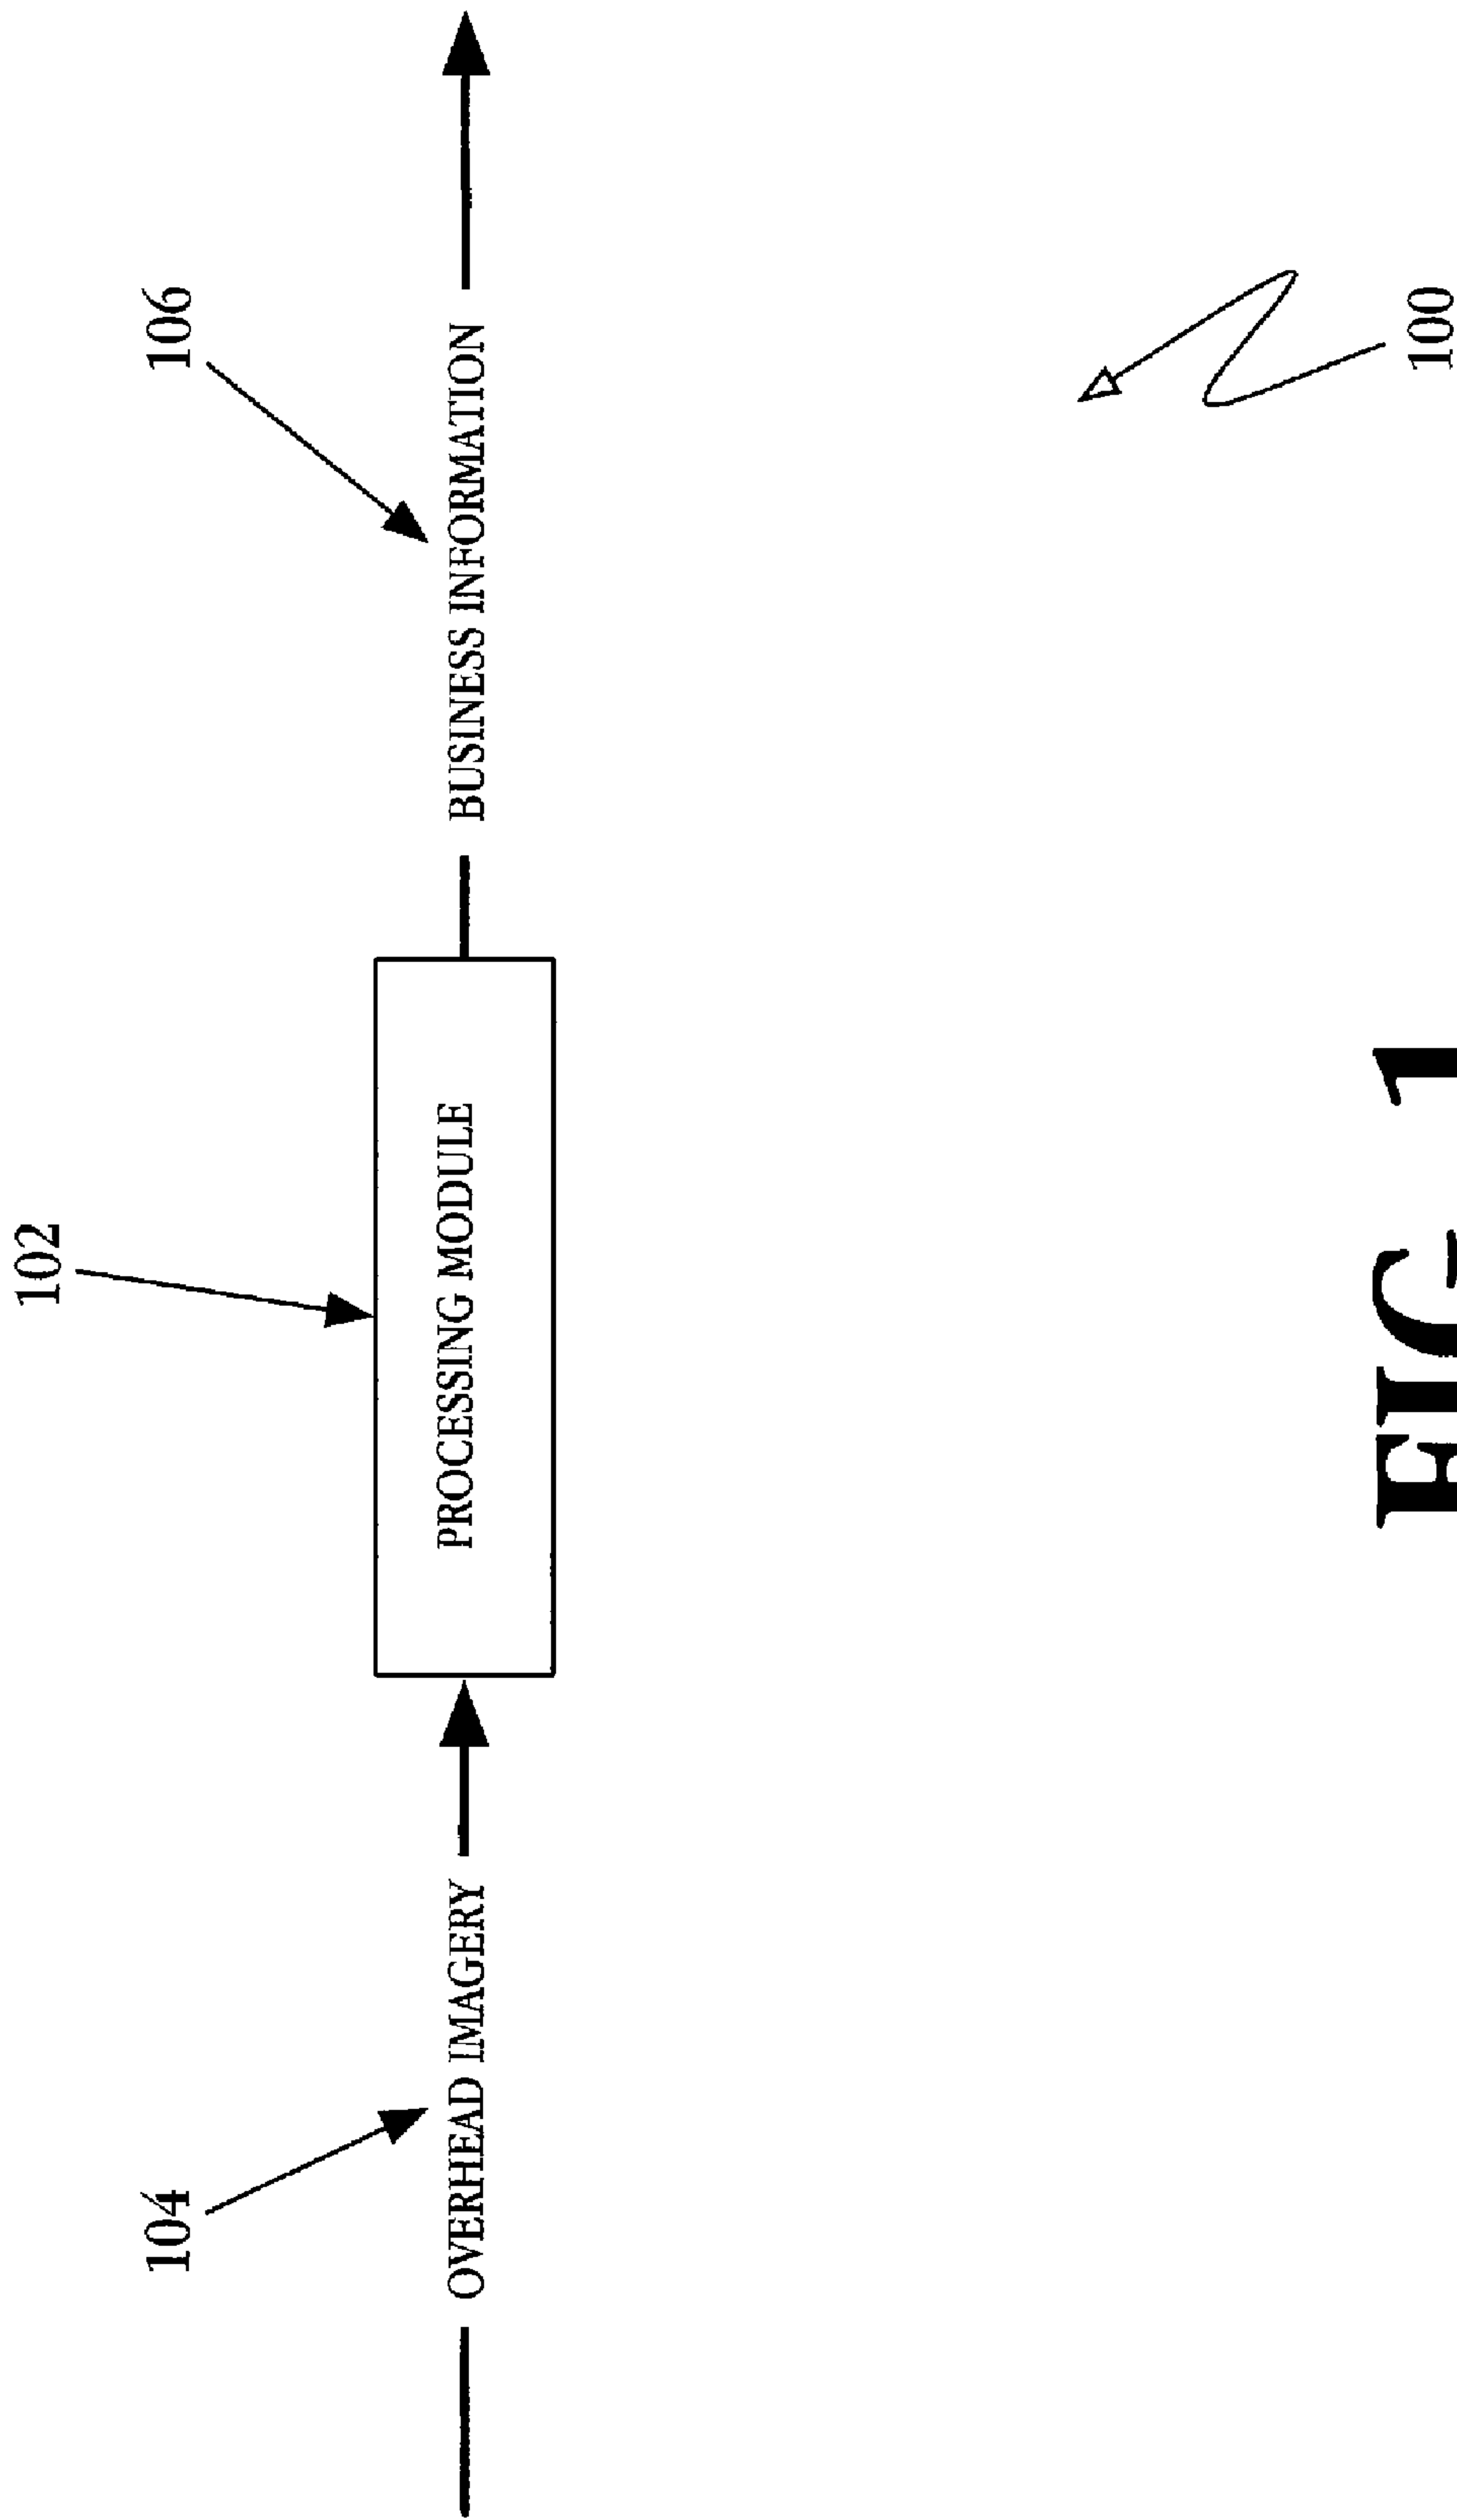 102
104
106
OVERHEAD IMAGERY
PROCESSING MODULE
BUSINESS INFORMATION
100
FIG. 1